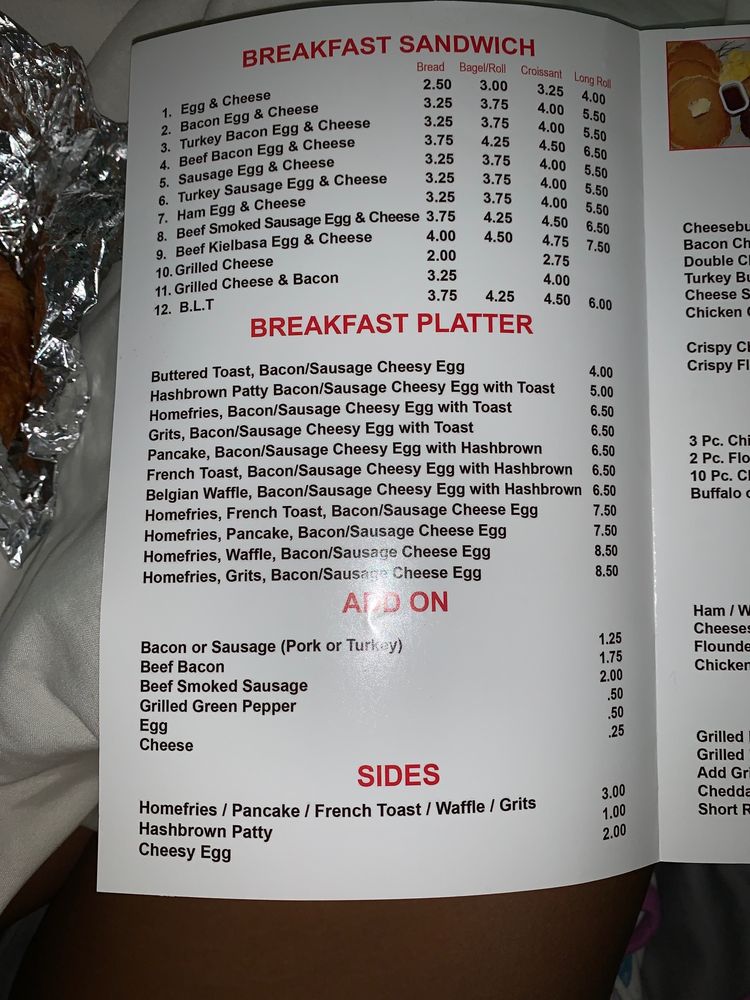 BREAKFAST SANDWICH
Bread Bagel/Roll Croissant Long Roll
1. Egg & Cheese 2.50 3.00 3.25 4.00
2. Bacon Egg & Cheese 3.25 3.75 4.00 5.50
3. Turkey Bacon Egg & Cheese 3.25 3.75 4.00 5.50
4. Beef Bacon Egg & Cheese 3.75 4.25 4.50 6.50
5. Sausage Egg & Cheese 3.25 3.75 4.00 5.50
6. Turkey Sausage Egg & Cheese 3.25 3.75 4.00 5.50
7. Ham Egg & Cheese 3.25 3.75 4.00 5.50
8. Beef Smoked Sausage Egg & Cheese 3.75 4.25 4.50 6.50
9. Beef Kielbasa Egg & Cheese 4.00 4.50 4.75 7.50
10. Grilled Cheese 2.00 2.75
11. Grilled Cheese & Bacon 3.25 4.00
12. B.L.T 3.75 4.25 4.50 6.00
BREAKFAST PLATTER
Buttered Toast, Bacon/Sausage Cheesy Egg 4.00
Hashbrown Patty Bacon/Sausage Cheesy Egg with Toast 5.00
Homefries, Bacon/Sausage Cheesy Egg with Toast 6.50
Grits, Bacon/Sausage Cheesy Egg with Toast 6.50
Pancake, Bacon/Sausage Cheesy Egg with Hashbrown 6.50
French Toast, Bacon/Sausage Cheesy Egg with Hashbrown 6.50
Belgian Waffle, Bacon/Sausage Cheesy Egg with Hashbrown 6.50
Homefries, French Toast, Bacon/Sausage Cheese Egg 7.50
Homefries, Pancake, Bacon/Sausage Cheese Egg 7.50
Homefries, Waffle, Bacon/Sausage Cheese Egg 8.50
Homefries, Grits, Bacon/Sausage Cheese Egg 8.50
ADD ON
Bacon or Sausage (Pork or Turkey) 1.25
Beef Bacon 1.75
Beef Smoked Sausage 2.00
Grilled Green Pepper .50
Egg .50
Cheese .25
SIDES
Homefries / Pancake / French Toast / Waffle / Grits 3.00
Hashbrown Patty 1.00
Cheesy Egg 2.00
Cheesebu
Bacon Ch
Double Ch
Turkey Bu
Cheese S
Chicken
Crispy Ch
Crispy Fl
3 Pc. Chi
2 Pc. Flo
10 Pc. C
Buffalo
Ham / W
Cheeses
Flounde
Chicken
Grilled
Grilled
Add Gri
Chedda
Short R